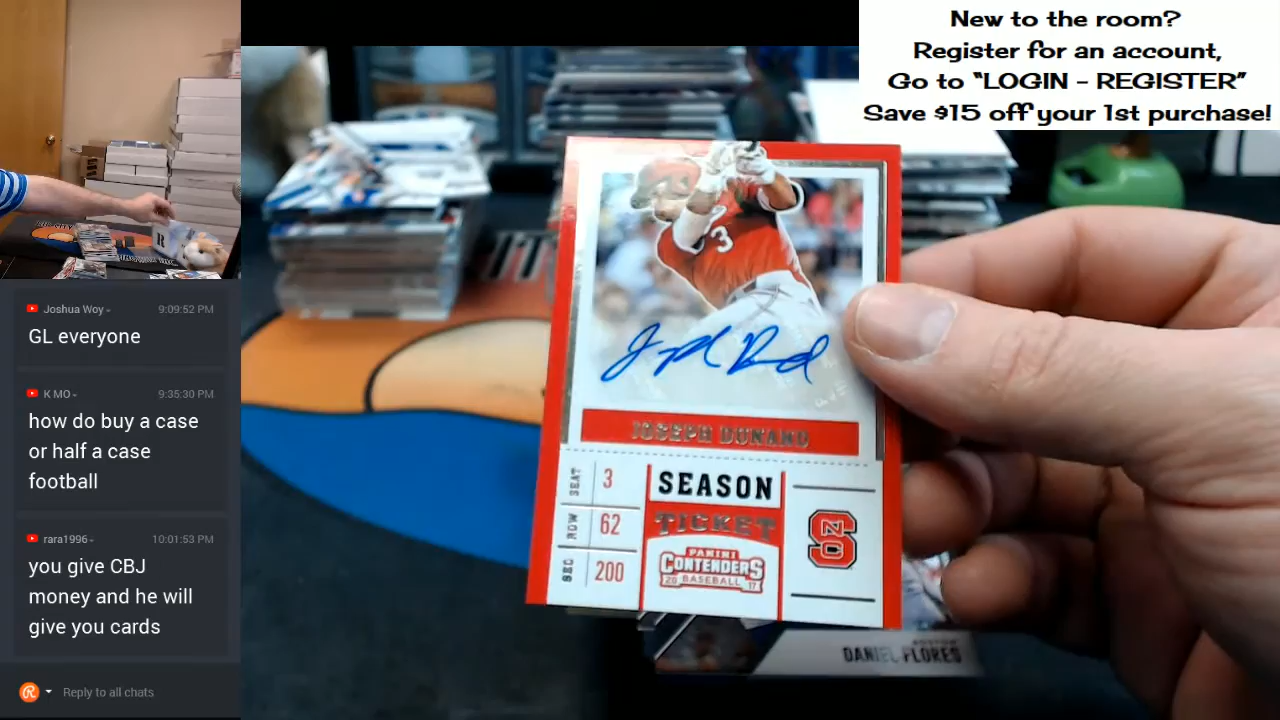 New to the room?
Register for an account,
Go to "LOGIN - REGISTER"
Save $15 off your 1st purchase!
Joshua Woy
9:09:52 PM
GL everyone
K MO
9:35:30 PM
how do buy a case
or half a case
football
rara1996
10:01:53 PM
you give CBJ
money and he will
give you cards
Reply to all chats
3
JOSEPH DUNAND
SEAT 3
ROW 62
SEC 200
SEASON
TICKET
PANINI
CONTENDERS
20 BASEBALL 17
NCS
DANIEL FLORES